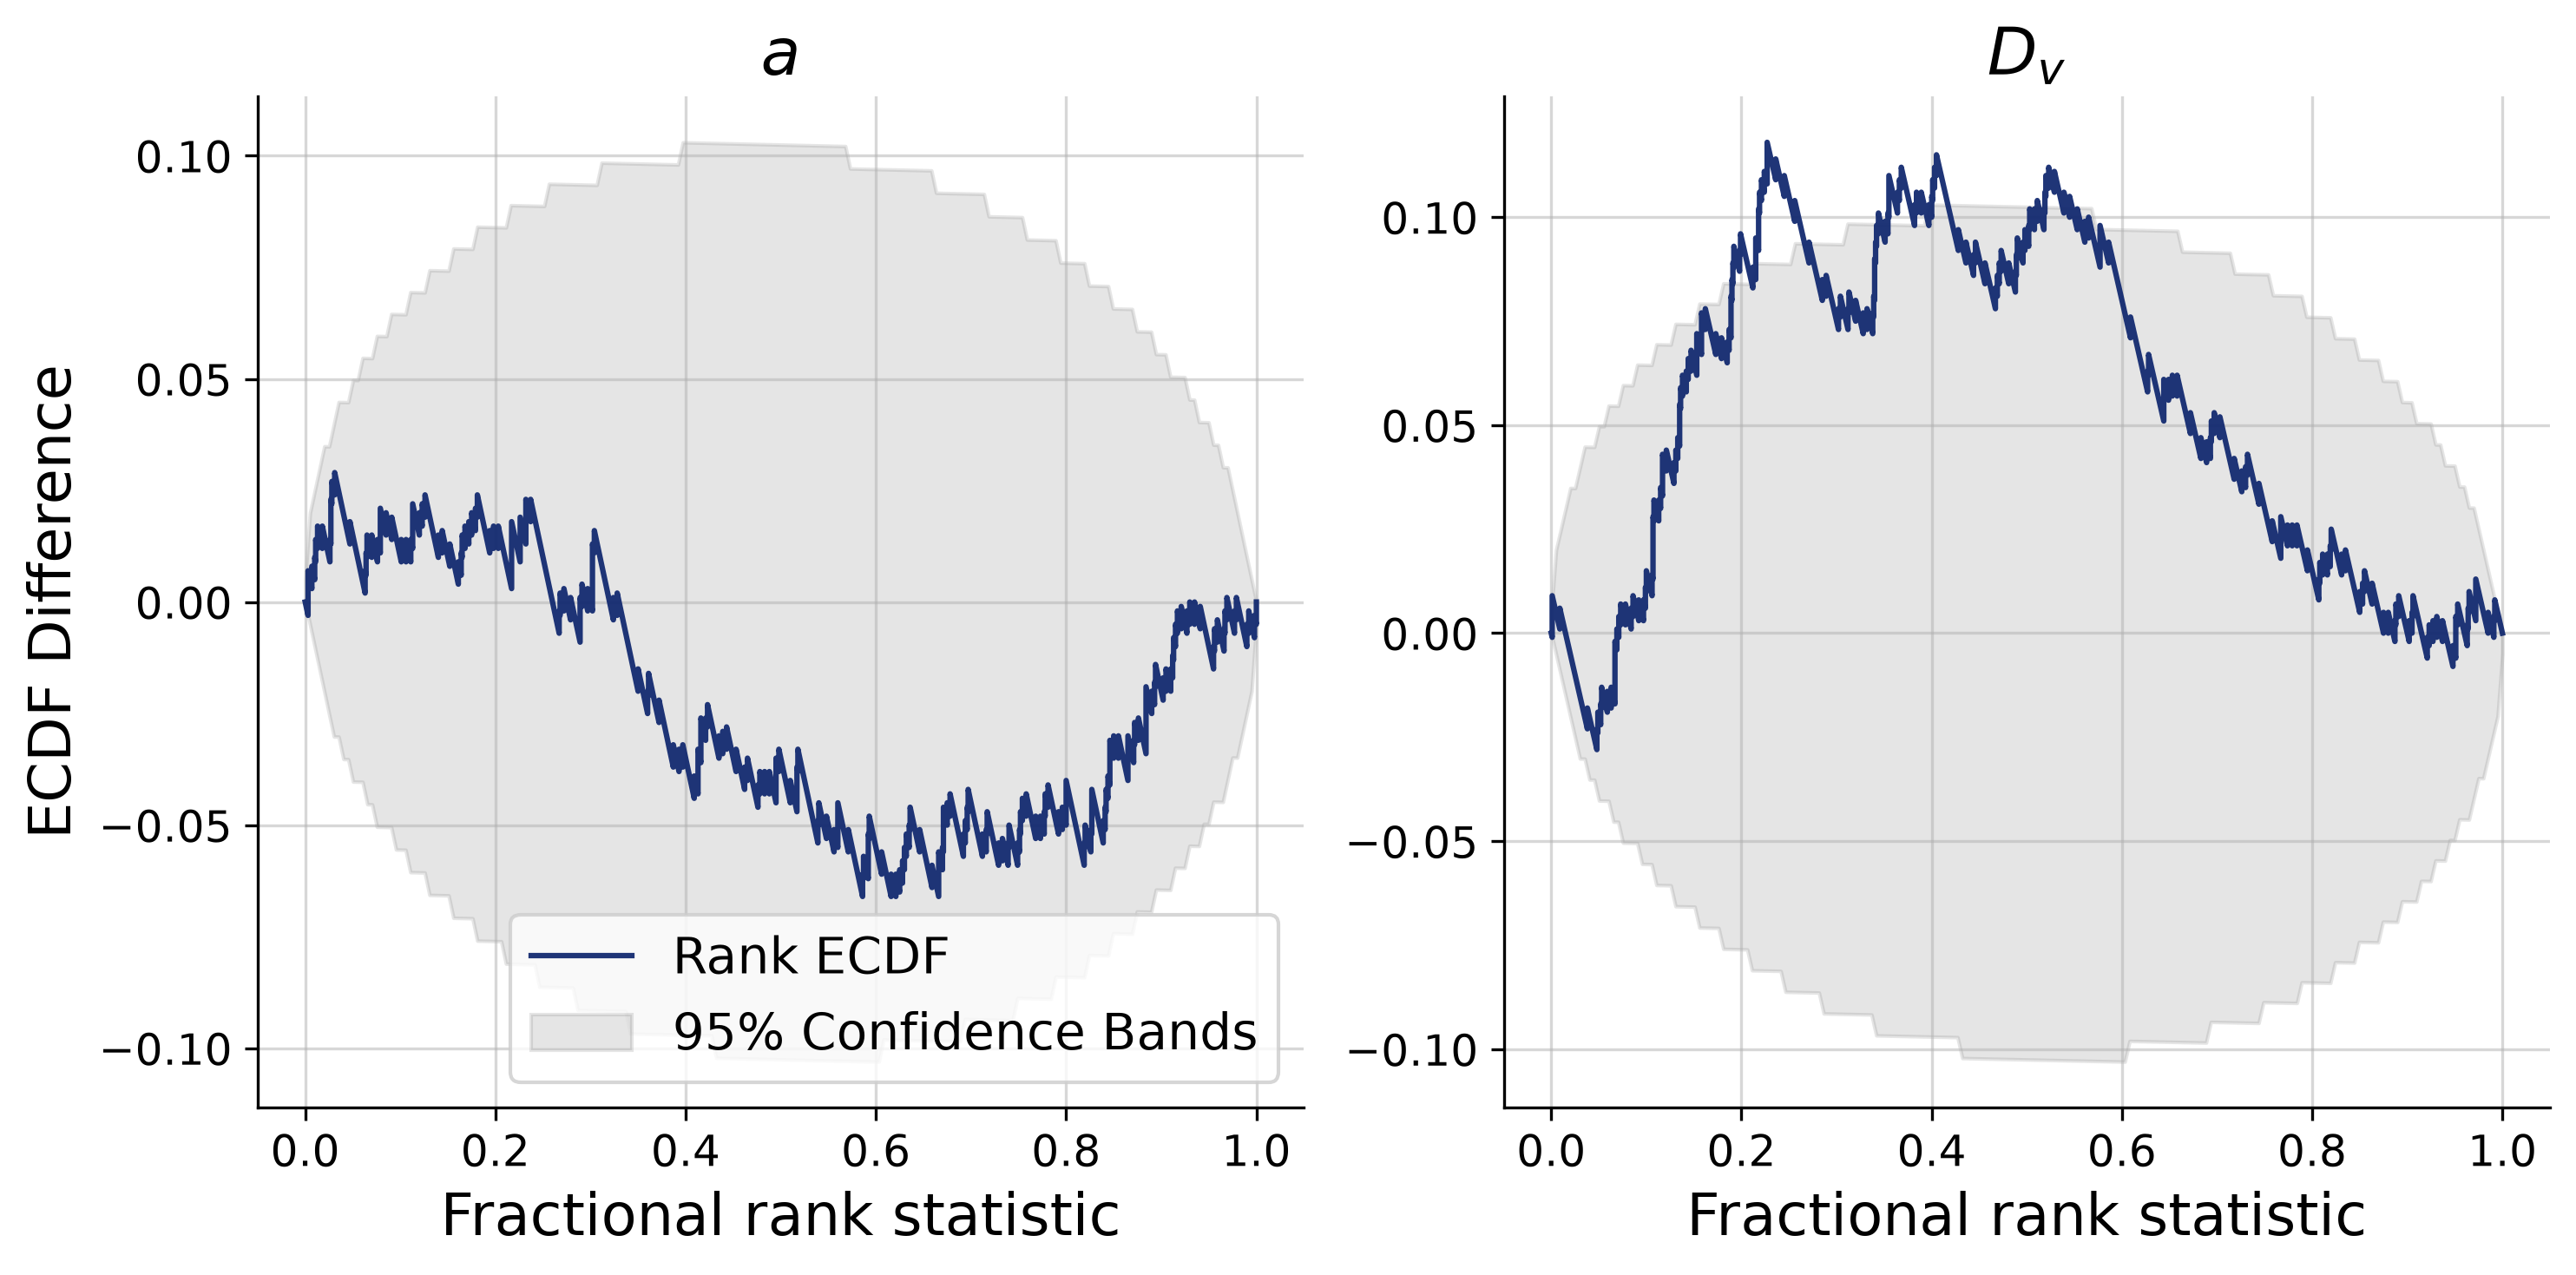 a
D_v
ECDF Difference
0.10
0.05
0.00
−0.05
−0.10
Rank ECDF
95% Confidence Bands
0.0 0.2 0.4 0.6 0.8 1.0
Fractional rank statistic
0.10
0.05
0.00
−0.05
−0.10
0.0 0.2 0.4 0.6 0.8 1.0
Fractional rank statistic